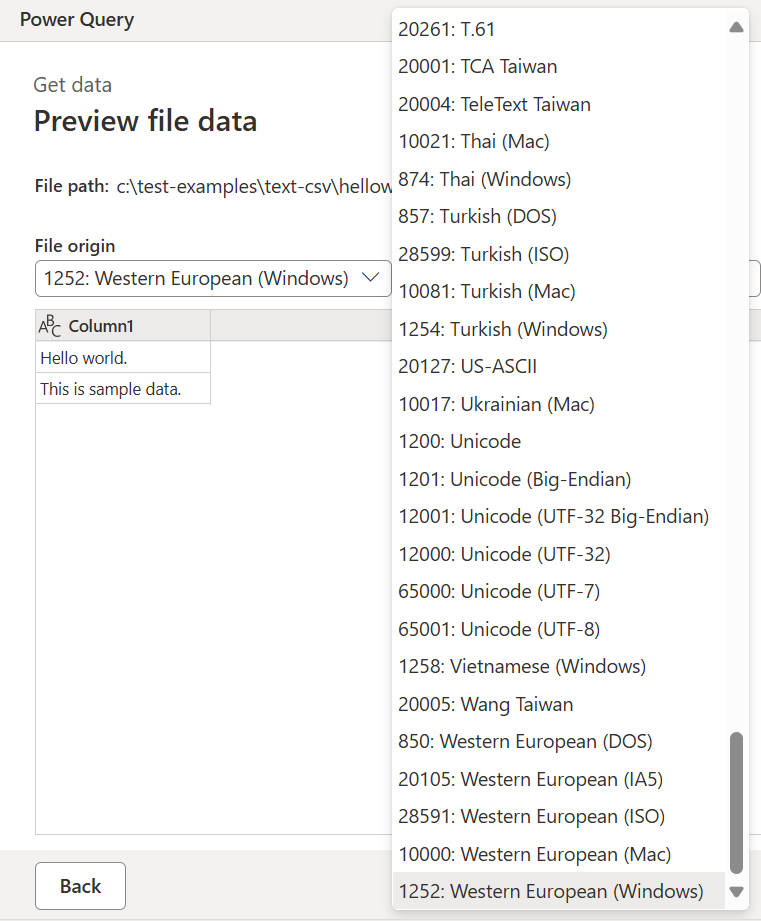 Power Query
Get data
Preview file data
File path: c:\test-examples\text-csv\hellow
File origin
1252: Western European (Windows)
ABC Column1
Hello world.
This is sample data.
Back
20261: T.61
20001: TCA Taiwan
20004: TeleText Taiwan
10021: Thai (Mac)
874: Thai (Windows)
857: Turkish (DOS)
28599: Turkish (ISO)
10081: Turkish (Mac)
1254: Turkish (Windows)
20127: US-ASCII
10017: Ukrainian (Mac)
1200: Unicode
1201: Unicode (Big-Endian)
12001: Unicode (UTF-32 Big-Endian)
12000: Unicode (UTF-32)
65000: Unicode (UTF-7)
65001: Unicode (UTF-8)
1258: Vietnamese (Windows)
20005: Wang Taiwan
850: Western European (DOS)
20105: Western European (IA5)
28591: Western European (ISO)
10000: Western European (Mac)
1252: Western European (Windows)